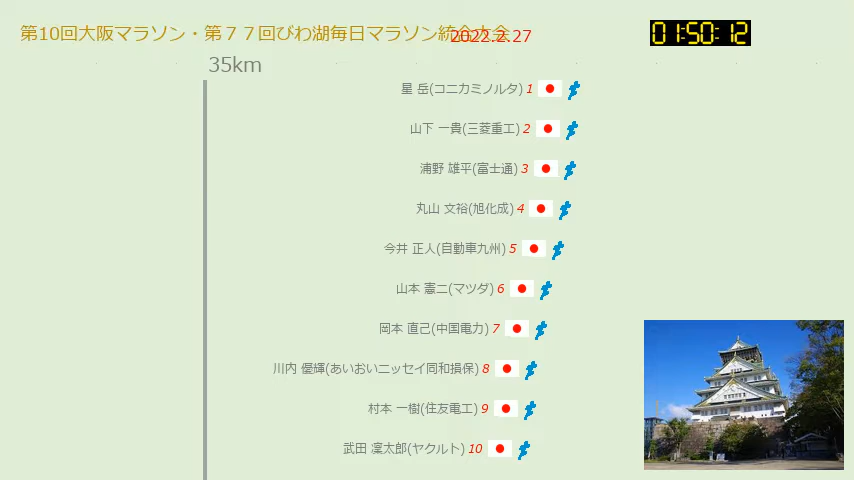 第10回大阪マラソン・第７７回びわ湖毎日マラソン統合大会
2022.2.27
01:50:12
35km
星 岳(コニカミノルタ) 1
山下 一貴(三菱重工) 2
浦野 雄平(富士通) 3
丸山 文裕(旭化成) 4
今井 正人(自動車九州) 5
山本 憲二(マツダ) 6
岡本 直己(中国電力) 7
川内 優輝(あいおいニッセイ同和損保) 8
村本 一樹(住友電工) 9
武田 凜太郎(ヤクルト) 10